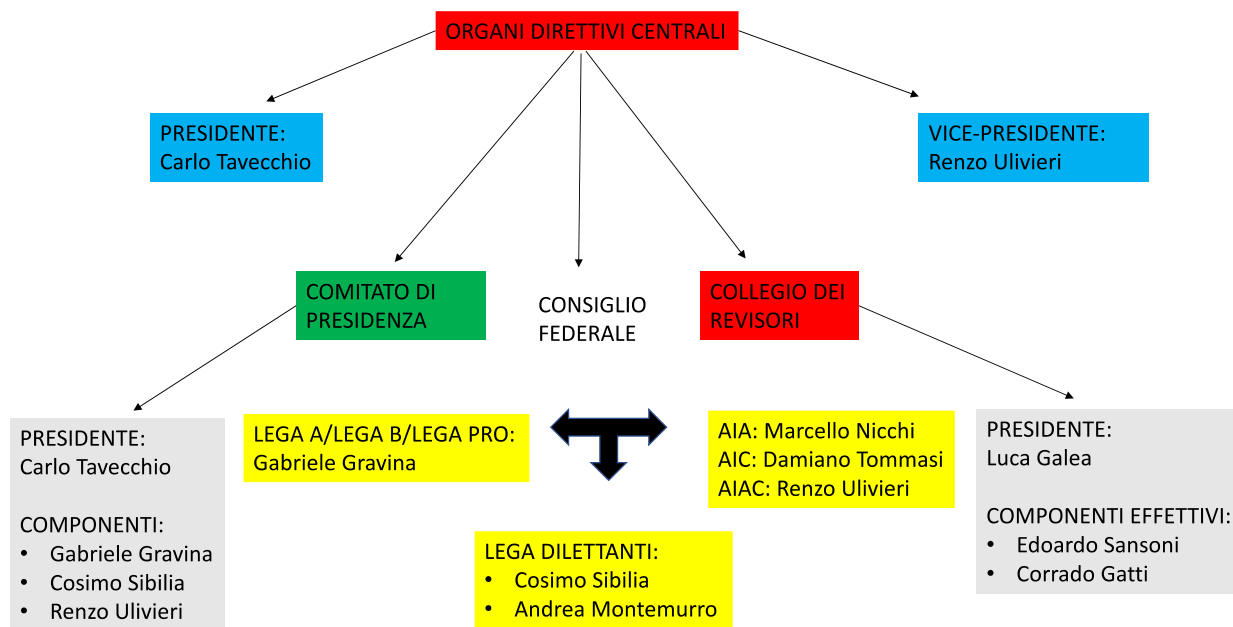 ORGANI DIRETTIVI CENTRALI
PRESIDENTE:
Carlo Tavecchio
VICE-PRESIDENTE:
Renzo Ulivieri
COMITATO DI
PRESIDENZA
CONSIGLIO
FEDERALE
COLLEGIO DEI
REVISORI
PRESIDENTE:
Carlo Tavecchio
COMPONENTI:
• Gabriele Gravina
• Cosimo Sibilia
• Renzo Ulivieri
LEGA A/LEGA B/LEGA PRO:
Gabriele Gravina
LEGA DILETTANTI:
• Cosimo Sibilia
• Andrea Montemurro
AIA: Marcello Nicchi
AIC: Damiano Tommasi
AIAC: Renzo Ulivieri
PRESIDENTE:
Luca Galea
COMPONENTI EFFETTIVI:
• Edoardo Sansoni
• Corrado Gatti